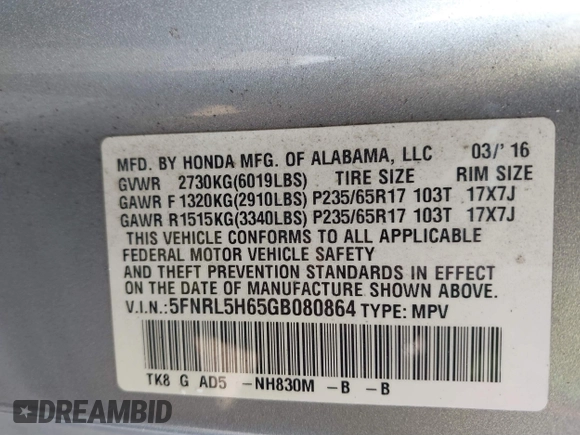 MFD. BY HONDA MFG. OF ALABAMA, LLC 03/' 16
GVWR 2730KG(6019LBS) TIRE SIZE RIM SIZE
GAWR F 1320KG(2910LBS) P235/65R17 103T 17X7J
GAWR R1515KG(3340LBS) P235/65R17 103T 17X7J
THIS VEHICLE CONFORMS TO ALL APPLICABLE
FEDERAL MOTOR VEHICLE SAFETY
AND THEFT PREVENTION STANDARDS IN EFFECT
ON THE DATE OF MANUFACTURE SHOWN ABOVE.
V.I.N.:5FNRL5H65GB080864 TYPE: MPV
TK8 G AD5 -NH830M -B -B
DREAMBID